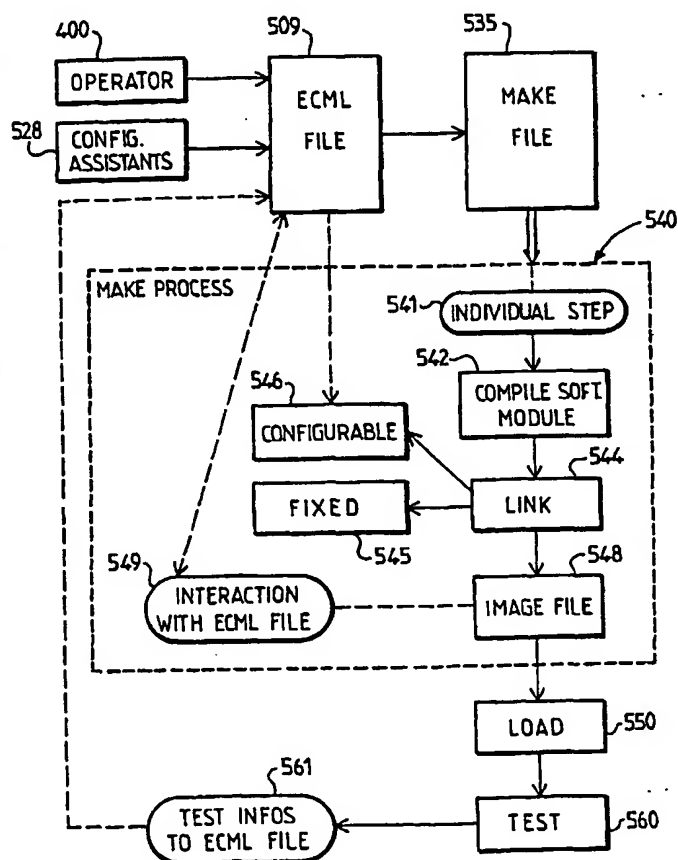 400
509
535
OPERATOR
ECML
FILE
MAKE
FILE
528
CONFIG.
ASSISTANTS
540
MAKE PROCESS
541
INDIVIDUAL STEP
542
546
COMPILE SOFT.
MODULE
CONFIGURABLE
544
FIXED
LINK
545
548
549
INTERACTION
WITH ECML FILE
IMAGE FILE
LOAD
550
561
TEST INFOS
TO ECML FILE
TEST
560